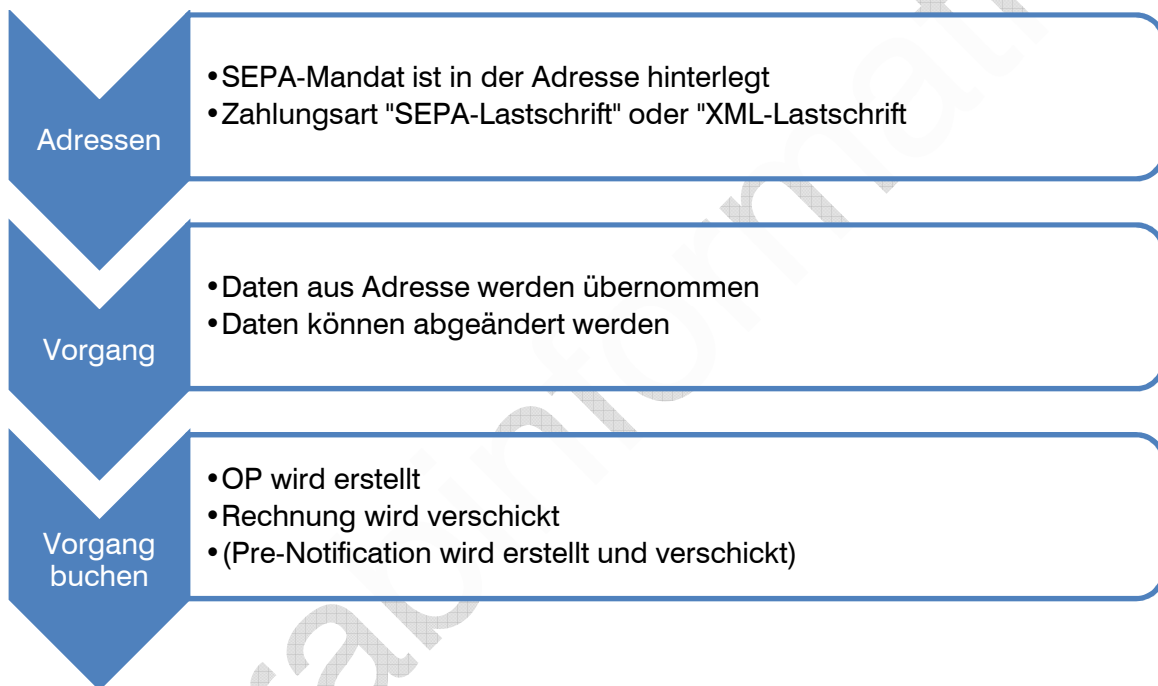 Adressen
•SEPA-Mandat ist in der Adresse hinterlegt
•Zahlungsart "SEPA-Lastschrift" oder "XML-Lastschrift
Vorgang
•Daten aus Adresse werden übernommen
•Daten können abgeändert werden
Vorgang
buchen
•OP wird erstellt
•Rechnung wird verschickt
•(Pre-Notification wird erstellt und verschickt)